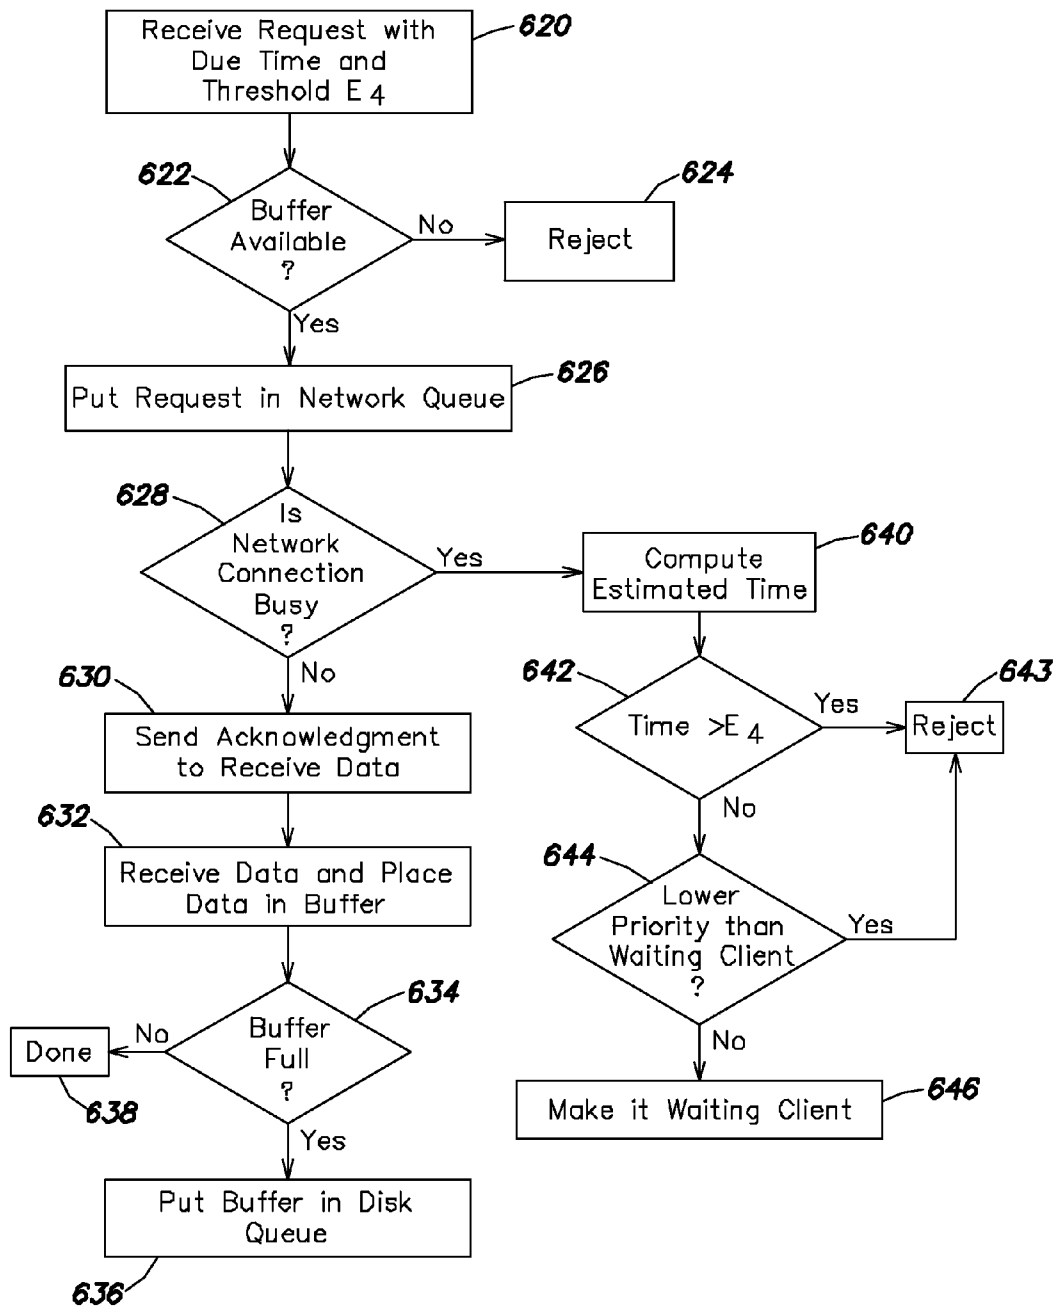 620
Receive Request with
Due Time and
Threshold E4
622
Buffer
Available
?
No
624
Reject
Yes
626
Put Request in Network Queue
628
Is
Network
Connection
Busy
?
Yes
640
Compute
Estimated Time
No
630
Send Acknowledgment
to Receive Data
642
Time >E4
Yes
643
Reject
No
632
Receive Data and Place
Data in Buffer
644
Lower
Priority than
Waiting Client
?
Yes
634
Buffer
Full
?
No
Done
638
No
646
Make it Waiting Client
Yes
Put Buffer in Disk
Queue
636